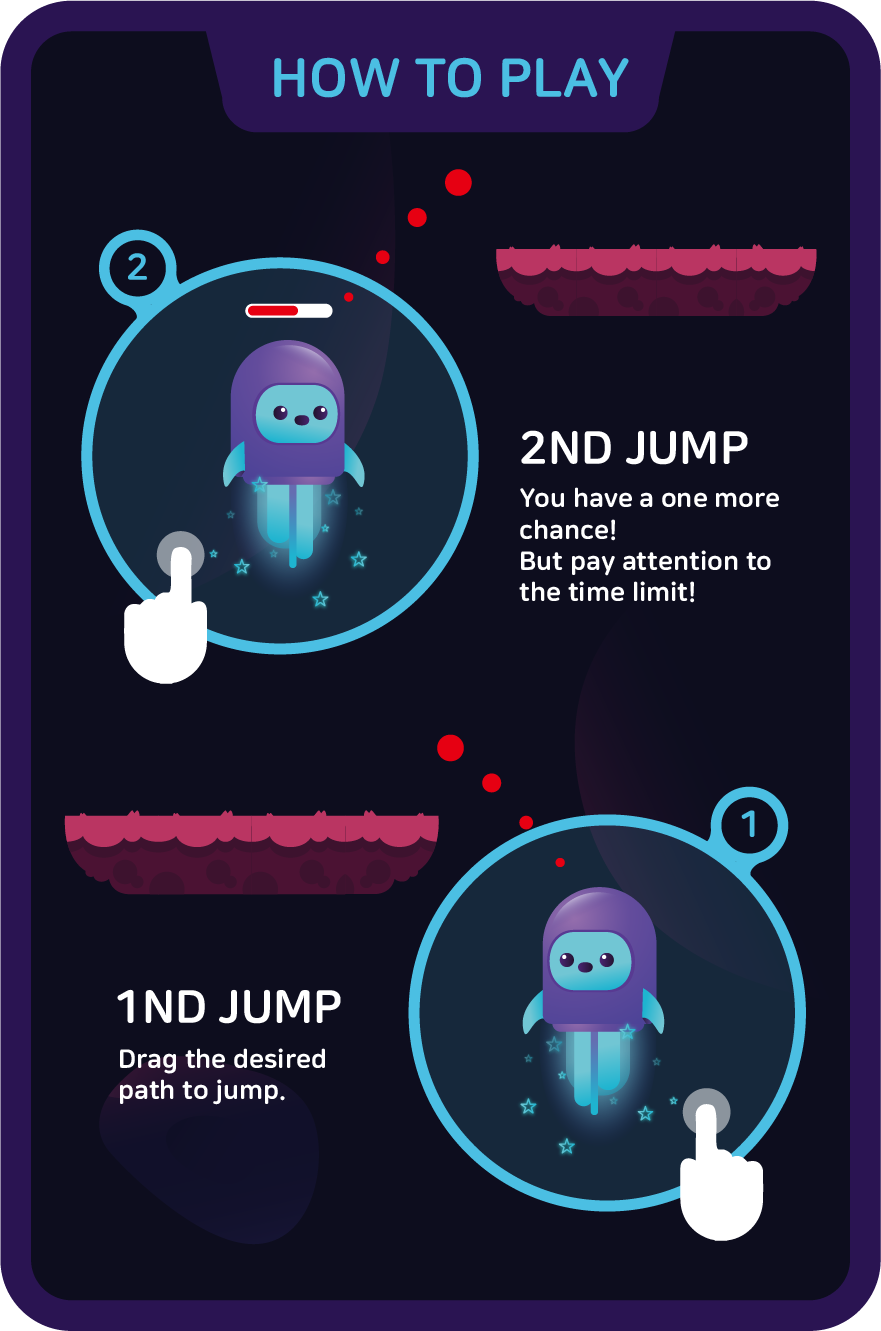 HOW TO PLAY
2
2ND JUMP
You have a one more
chance!
But pay attention to
the time limit!
1
1ND JUMP
Drag the desired
path to jump.